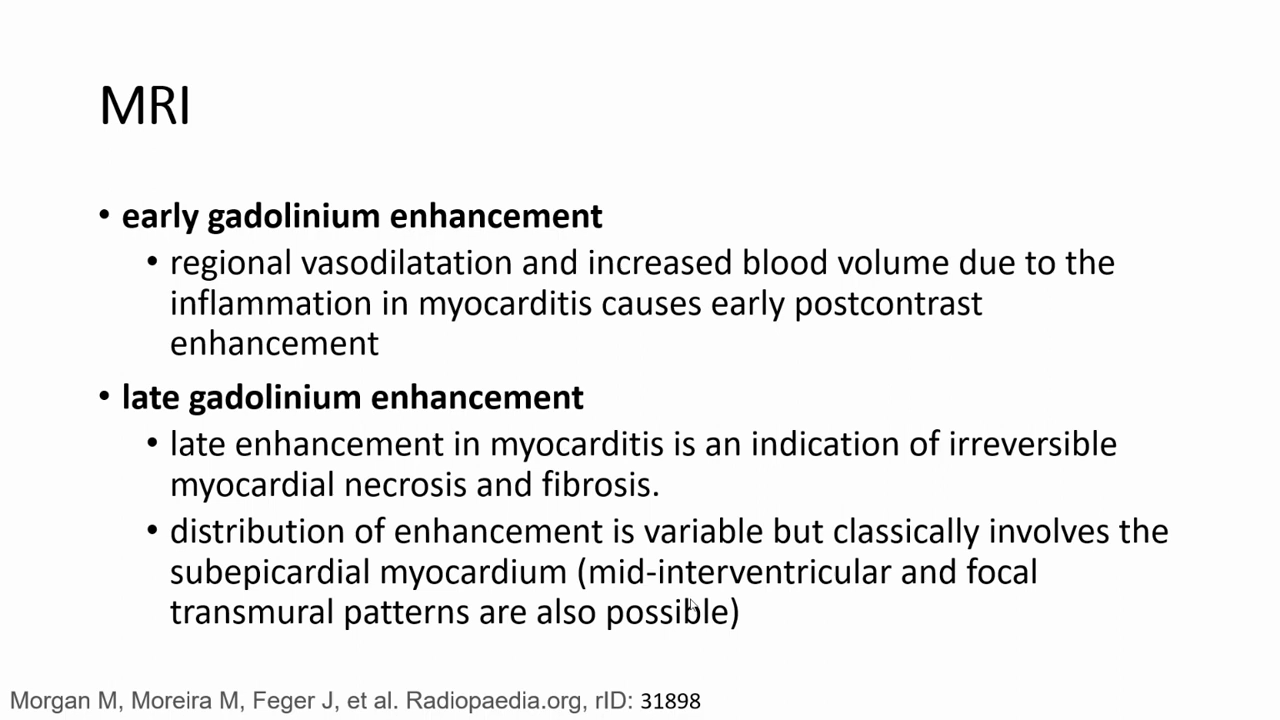 MRI
• early gadolinium enhancement
• regional vasodilatation and increased blood volume due to the
inflammation in myocarditis causes early postcontrast
enhancement
• late gadolinium enhancement
• late enhancement in myocarditis is an indication of irreversible
myocardial necrosis and fibrosis.
• distribution of enhancement is variable but classically involves the
subepicardial myocardium (mid-interventricular and focal
transmural patterns are also possible)
Morgan M, Moreira M, Feger J, et al. Radiopaedia.org, rID: 31898